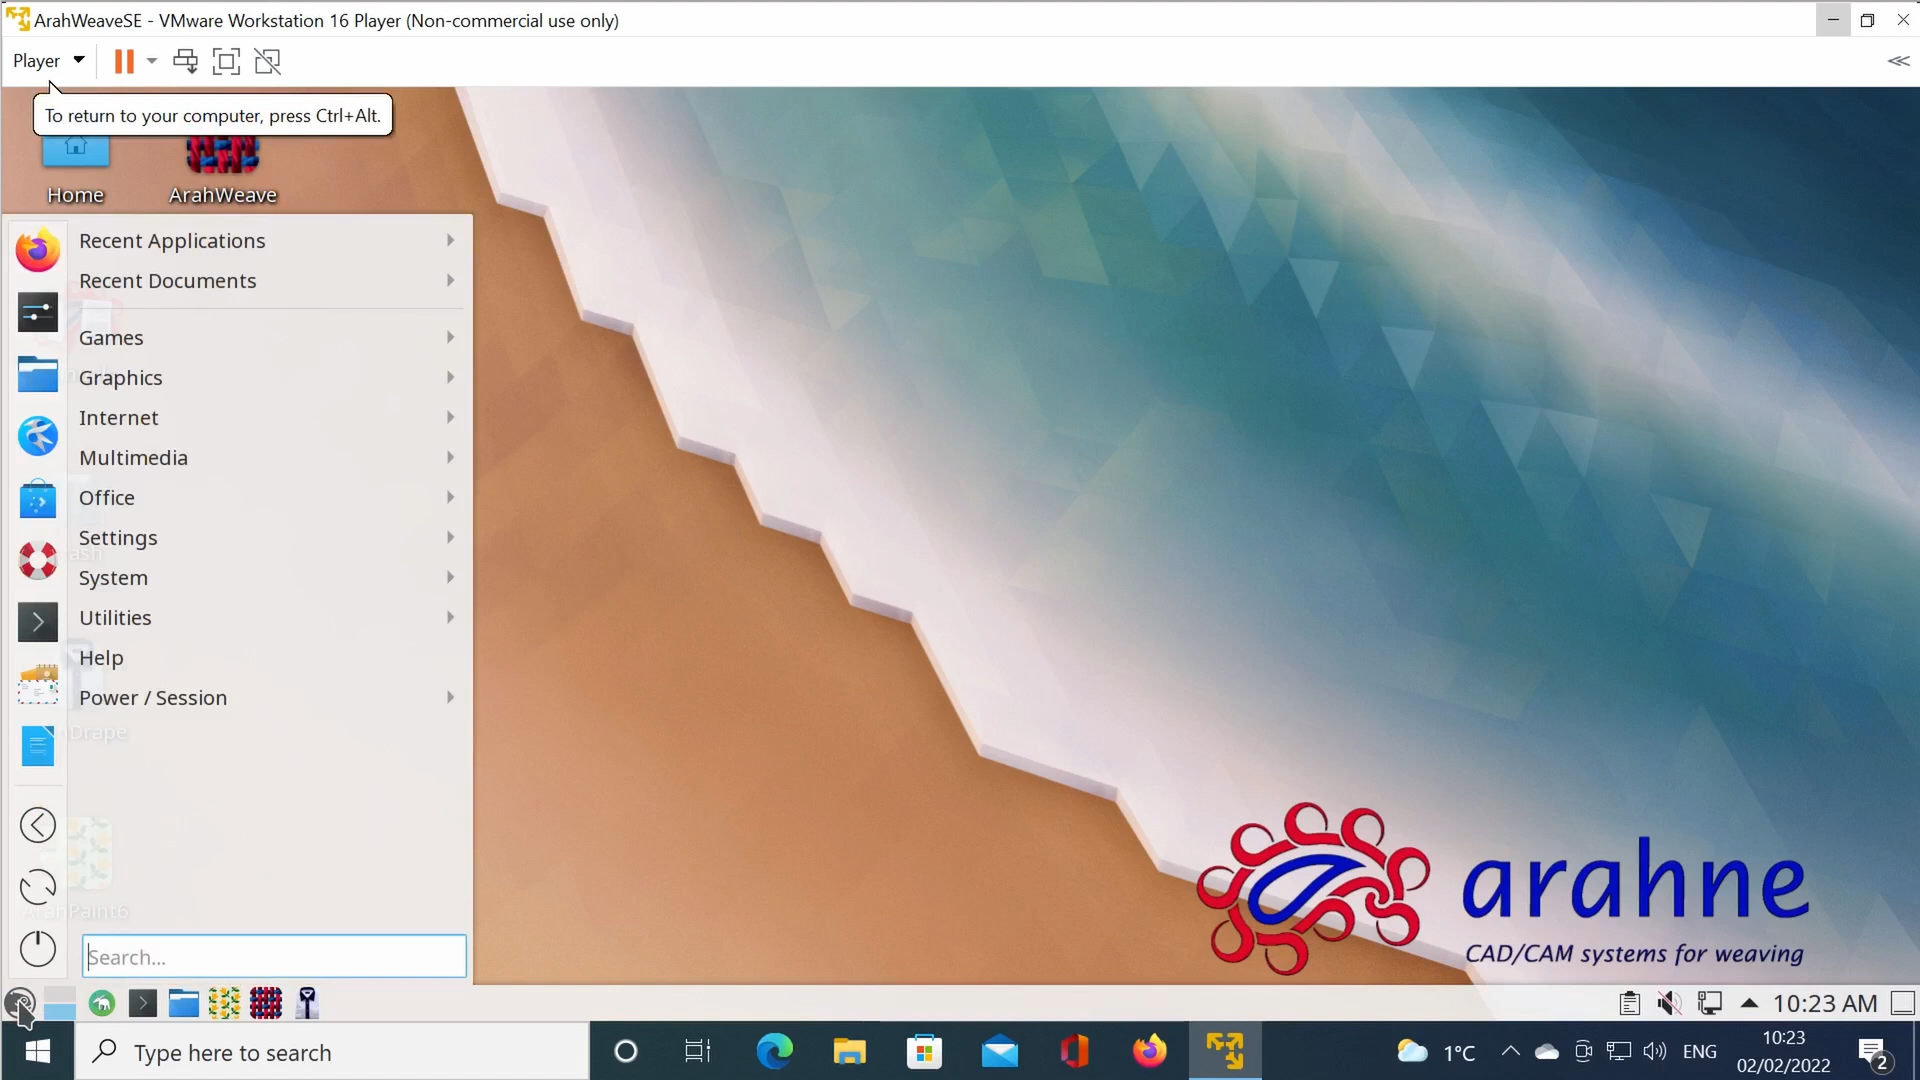 ArahWeaveSE - VMware Workstation 16 Player (Non-commercial use only)
Player
To return to your computer, press Ctrl+Alt.
Home
ArahWeave
Recent Applications
Recent Documents
Games
Graphics
Internet
Multimedia
Office
Settings
System
Utilities
Help
Power / Session
Drape
ArahPaint6
Search...
arahne
CAD/CAM systems for weaving
10:23 AM
Type here to search
1°C
ENG
10:23
02/02/2022
2